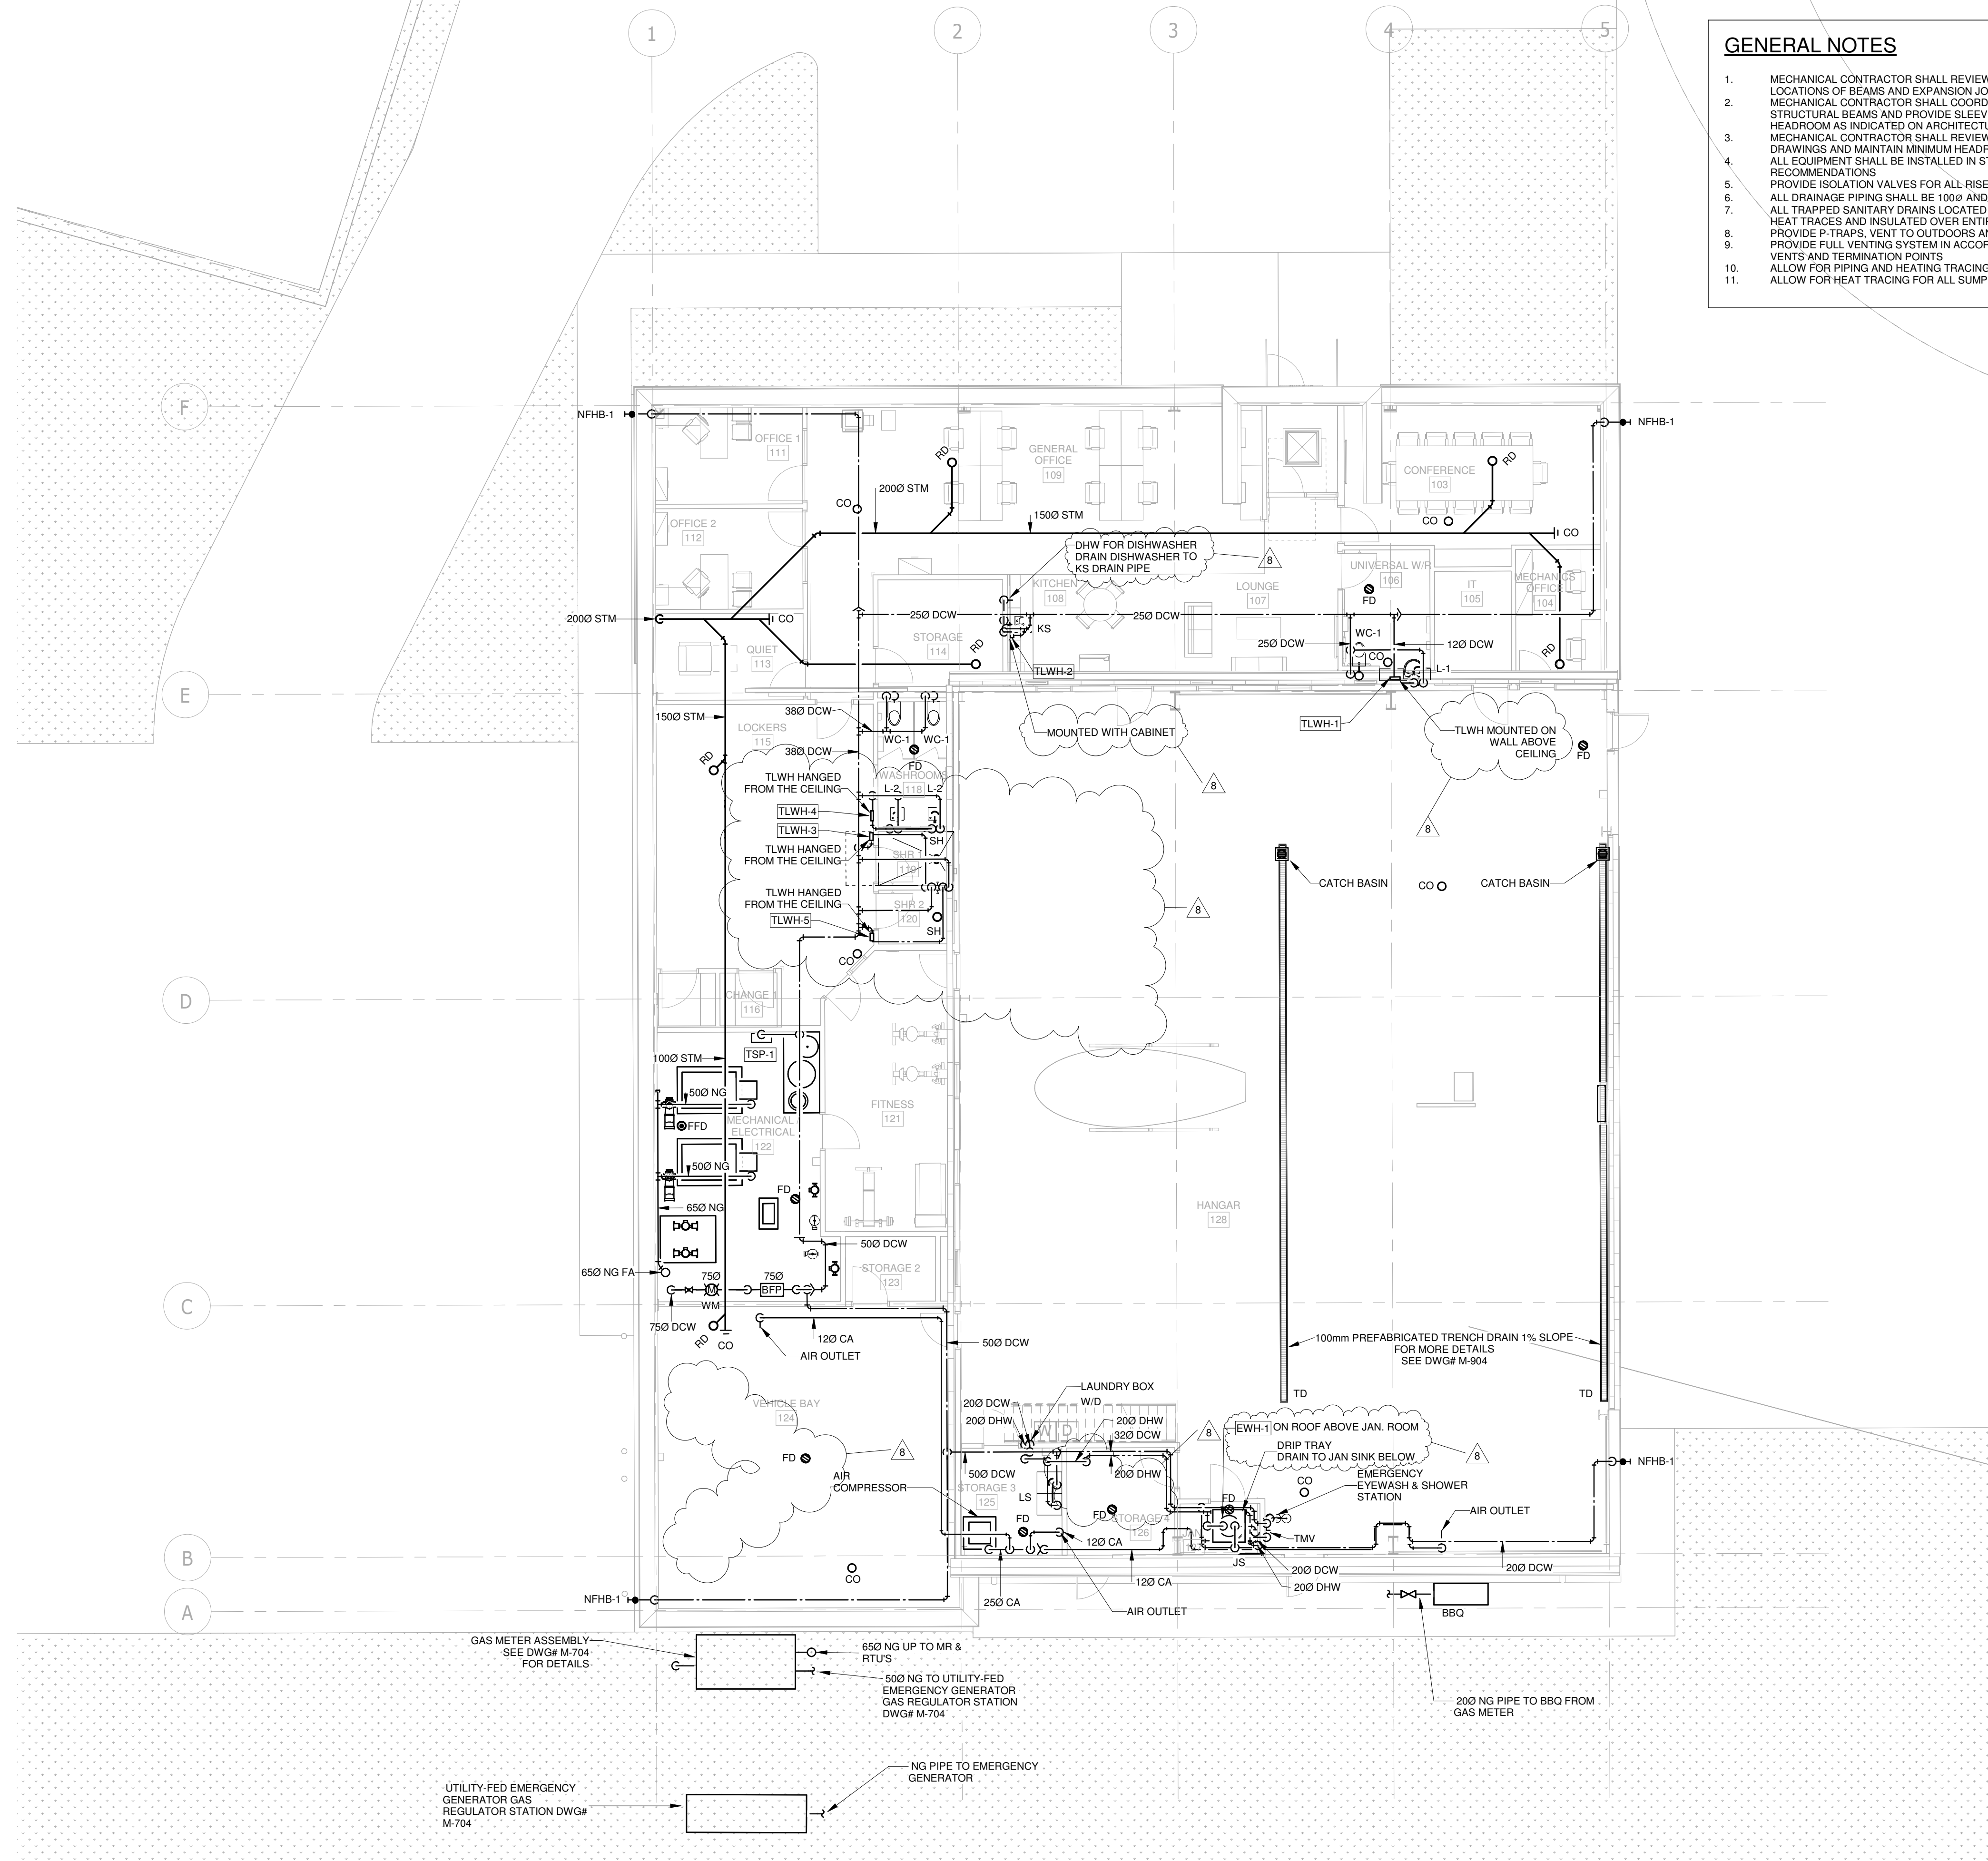 1
2
3
4
5
GENERAL NOTES
1. MECHANICAL CONTRACTOR SHALL REVIEW
LOCATIONS OF BEAMS AND EXPANSION JO
2. MECHANICAL CONTRACTOR SHALL COORD
STRUCTURAL BEAMS AND PROVIDE SLEEV
HEADROOM AS INDICATED ON ARCHITECTU
3. MECHANICAL CONTRACTOR SHALL REVIEW
DRAWINGS AND MAINTAIN MINIMUM HEADR
4. ALL EQUIPMENT SHALL BE INSTALLED IN ST
RECOMMENDATIONS
5. PROVIDE ISOLATION VALVES FOR ALL RISE
6. ALL DRAINAGE PIPING SHALL BE 100Ø AND
7. ALL TRAPPED SANITARY DRAINS LOCATED
HEAT TRACES AND INSULATED OVER ENTIR
8. PROVIDE P-TRAPS, VENT TO OUTDOORS AN
9. PROVIDE FULL VENTING SYSTEM IN ACCOR
VENTS AND TERMINATION POINTS
10. ALLOW FOR PIPING AND HEATING TRACING
11. ALLOW FOR HEAT TRACING FOR ALL SUMP
F
NFHB-1
NFHB-1
OFFICE 1
111
GENERAL
OFFICE
109
RD
CONFERENCE
103
RD
200Ø STM
CO
150Ø STM
OFFICE 2
112
CO
CO
DHW FOR DISHWASHER
DRAIN DISHWASHER TO
KS DRAIN PIPE
8
KITCHEN
108
LOUNGE
107
UNIVERSAL W/R
106
FD
IT
105
MECHANICS
OFFICE
104
200Ø STM
CO
25Ø DCW
25Ø DCW
KS
STORAGE
114
QUIET
113
RD
TLWH-2
25Ø DCW
WC-1
12Ø DCW
CO
L-1
RD
E
150Ø STM
38Ø DCW
LOCKERS
115
WC-1
WC-1
38Ø DCW
FD
MOUNTED WITH CABINET
8
TLWH-1
TLWH MOUNTED ON
WALL ABOVE
CEILING
FD
8
RD
TLWH HANGED
FROM THE CEILING
WASHROOM
118
L-2
L-2
TLWH-4
TLWH-3
SH
TLWH HANGED
FROM THE CEILING
SHR 1
119
TLWH HANGED
FROM THE CEILING
SHR 2
120
TLWH-5
SH
CO
8
CATCH BASIN
CO
CATCH BASIN
D
CHANGE 1
116
TSP-1
100Ø STM
50Ø NG
FFD
MECHANICAL /
ELECTRICAL
122
FITNESS
121
50Ø NG
FD
65Ø NG
HANGAR
128
50Ø DCW
65Ø NG FA
STORAGE 2
123
C
75Ø
75Ø
M
BFP
WM
75Ø DCW
RD
CO
12Ø CA
AIR OUTLET
50Ø DCW
100mm PREFABRICATED TRENCH DRAIN 1% SLOPE
FOR MORE DETAILS
SEE DWG# M-904
TD
TD
LAUNDRY BOX
W/D
VEHICLE BAY
124
20Ø DCW
20Ø DHW
W
D
20Ø DHW
32Ø DCW
8
EWH-1
ON ROOF ABOVE JAN. ROOM
DRIP TRAY
DRAIN TO JAN SINK BELOW
8
NFHB-1
8
FD
50Ø DCW
20Ø DHW
AIR
COMPRESSOR
STORAGE 3
125
LS
EMERGENCY
EYEWASH & SHOWER
STATION
CO
FD
FD
STORAGE 4
126
FD
AIR OUTLET
TMV
JAN
B
12Ø CA
JS
20Ø DCW
20Ø DCW
20Ø DHW
CO
12Ø CA
A
NFHB-1
25Ø CA
AIR OUTLET
BBQ
GAS METER ASSEMBLY
SEE DWG# M-704
FOR DETAILS
65Ø NG UP TO MR &
RTU'S
50Ø NG TO UTILITY-FED
EMERGENCY GENERATOR
GAS REGULATOR STATION
DWG# M-704
20Ø NG PIPE TO BBQ FROM
GAS METER
NG PIPE TO EMERGENCY
GENERATOR
UTILITY-FED EMERGENCY
GENERATOR GAS
REGULATOR STATION DWG#
M-704